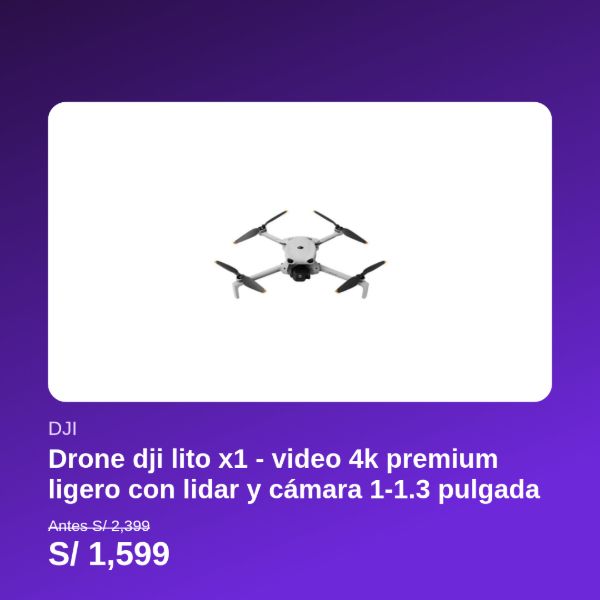 DJI
Drone dji lito x1 - video 4k premium
ligero con lidar y cámara 1-1.3 pulgada
Antes S/ 2,399
S/ 1,599